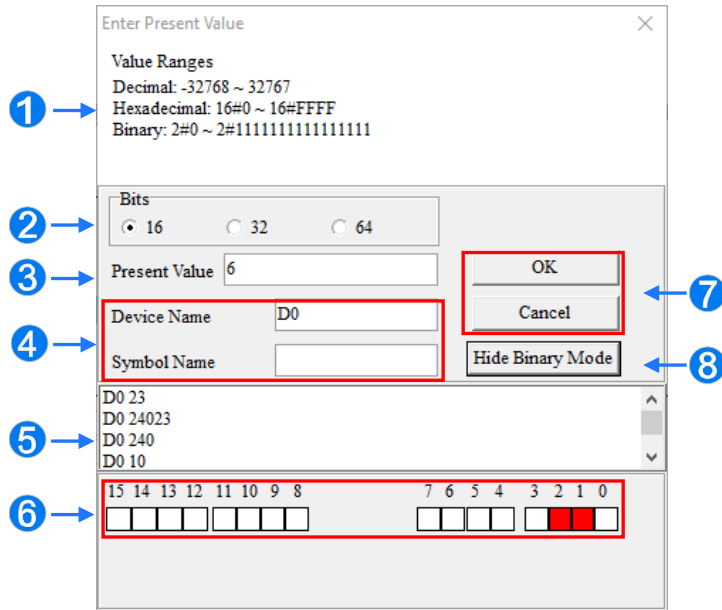 Enter Present Value
Value Ranges
Decimal: -32768 ~ 32767
1
Hexadecimal: 16#0 ~ 16#FFFF
Binary: 2#0 ~ 2#1111111111111111
Bits
2
16 32 64
3
Present Value 6
OK
7
Device Name D0
Cancel
4
Symbol Name
Hide Binary Mode
8
D0 23
D0 24023
5
D0 240
D0 10
15 14 13 12 11 10 9 8 7 6 5 4 3 2 1 0
6